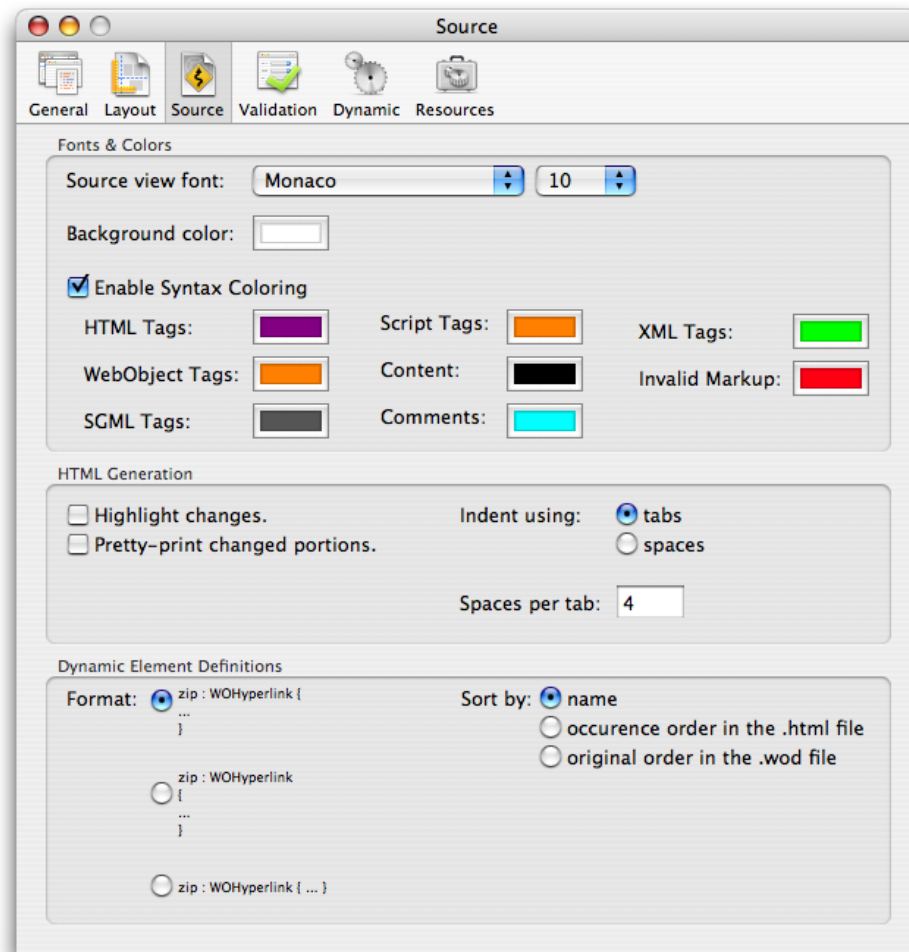 Source
General Layout Source Validation Dynamic Resources
Fonts & Colors
Source view font: Monaco 10
Background color:
Enable Syntax Coloring
HTML Tags: Script Tags: XML Tags:
WebObject Tags: Content: Invalid Markup:
SGML Tags: Comments:
HTML Generation
Highlight changes. Indent using: tabs
Pretty-print changed portions. spaces
Spaces per tab: 4
Dynamic Element Definitions
Format: zip : WOHyperlink { Sort by: name
...
} occurence order in the .html file
original order in the .wod file
zip : WOHyperlink
{
...
}
zip : WOHyperlink { ... }